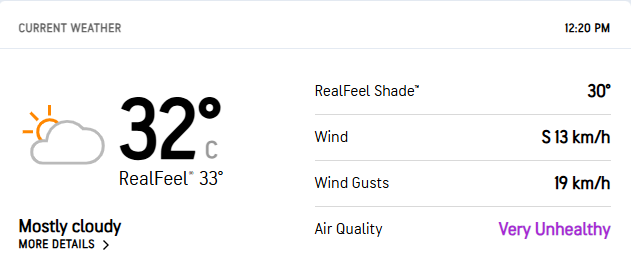 CURRENT WEATHER
12:20 PM
32°
C
RealFeel® 33°
Mostly cloudy
MORE DETAILS >
RealFeel Shade™ 30°
Wind S 13 km/h
Wind Gusts 19 km/h
Air Quality Very Unhealthy